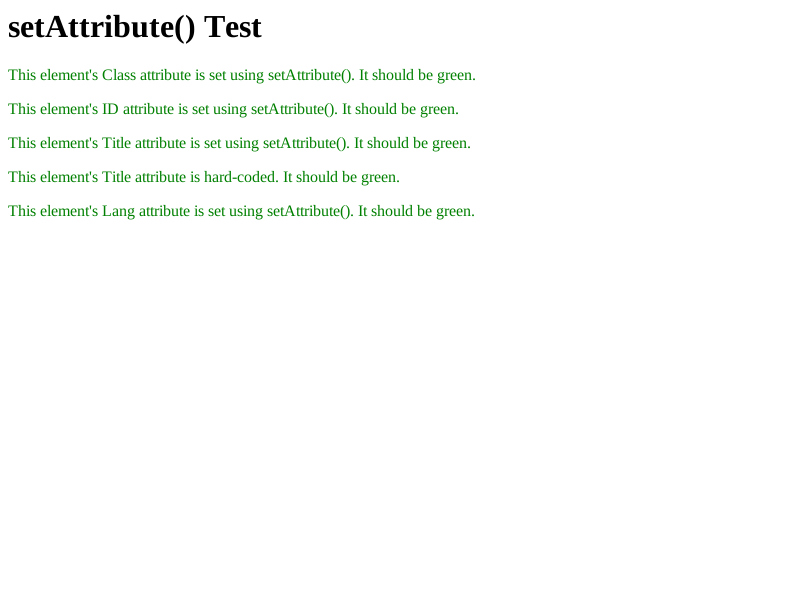 setAttribute() Test
This element's Class attribute is set using setAttribute(). It should be green.
This element's ID attribute is set using setAttribute(). It should be green.
This element's Title attribute is set using setAttribute(). It should be green.
This element's Title attribute is hard-coded. It should be green.
This element's Lang attribute is set using setAttribute(). It should be green.